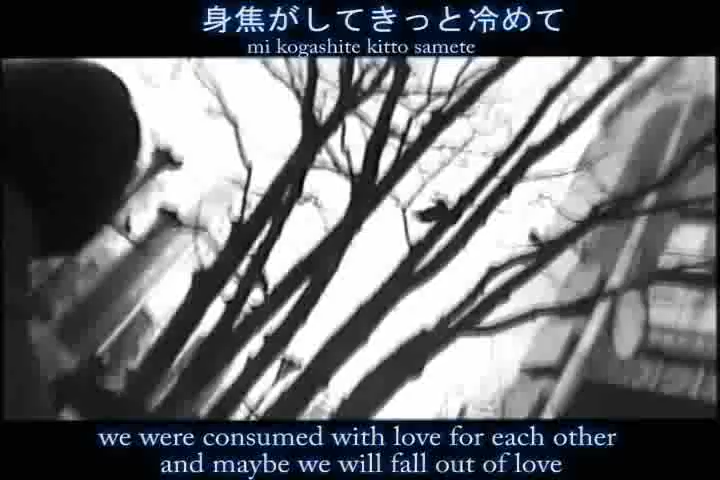 身焦がしてきっと冷めて
mi kogashite kitto samete
we were consumed with love for each other
and maybe we will fall out of love